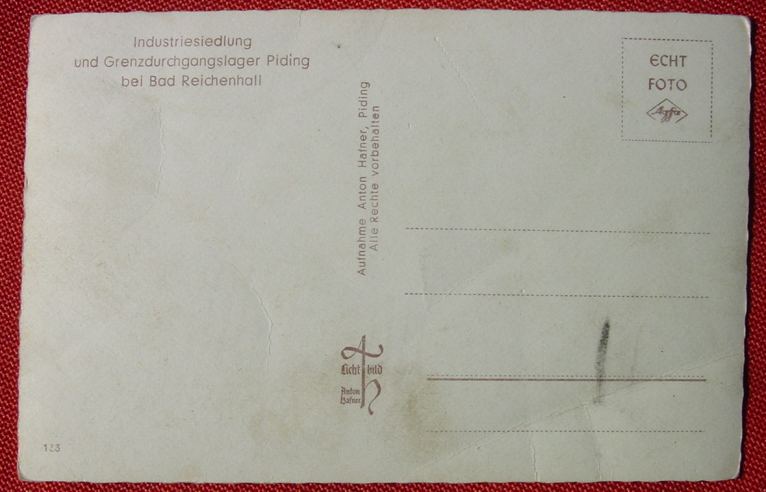 Industriesiedlung
und Grenzdurchgangslager Piding
bei Bad Reichenhall
Aufnahme Anton Hafner, Piding
Alle Rechte vorbehalten
ECHT
FOTO
Agfa
Licht bild
Anton
Hafner